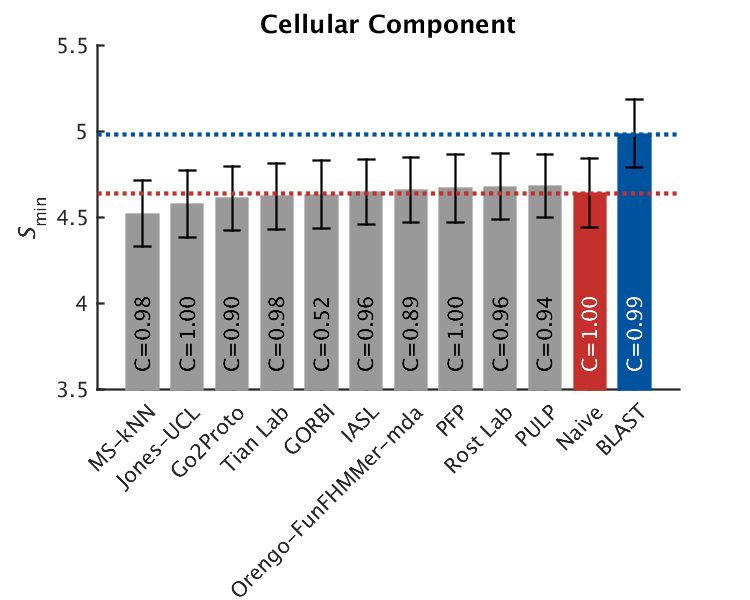 Cellular Component
5.5
5
4.5
4
3.5
Smin
C=0.98
C=1.00
C=0.90
C=0.98
C=0.52
C=0.96
C=0.89
C=1.00
C=0.96
C=0.94
C=1.00
C=0.99
MS-kNN
Jones-UCL
Go2Proto
Tian Lab
GORBI
IASL
Orengo-FunFHMMer-mda
PFP
Rost Lab
PULP
Naive
BLAST